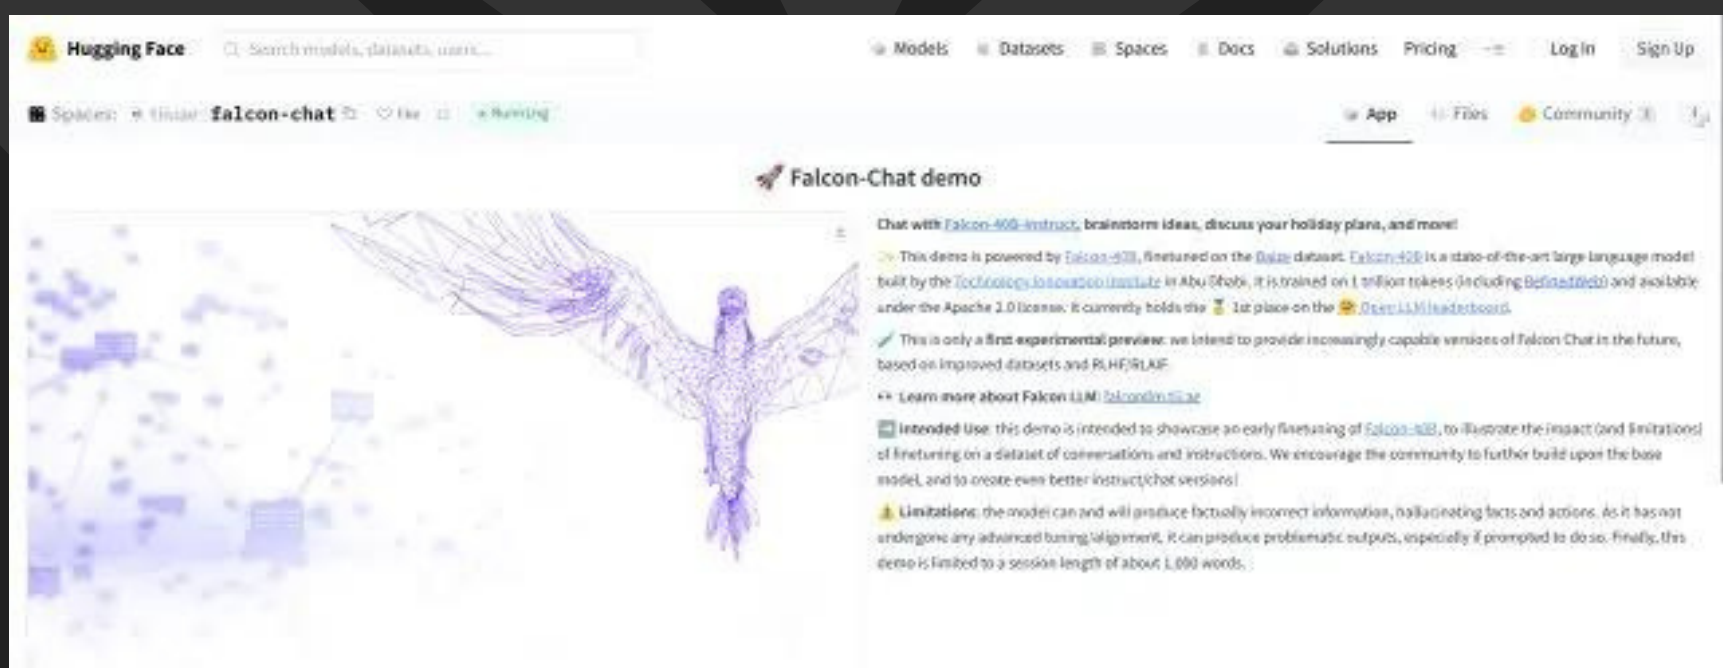 Hugging Face
Search models, datasets, users...
Models
Datasets
Spaces
Docs
Solutions
Pricing
Log In
Sign Up
Spaces:
falcon-chat
like
Running
App
Files
Community
🚀 Falcon-Chat demo
Chat with Falcon-40B-Instruct, brainstorm ideas, discuss your holiday plans, and more!
✨ This demo is powered by Falcon-40B, finetuned on the Baize dataset. Falcon-40B is a state-of-the-art large language model
built by the Technology Innovation Institute in Abu Dhabi. It is trained on 1 trillion tokens (including RefinedWeb) and available
under the Apache 2.0 license. It currently holds the 🥇 1st place on the 🤗 Open LLM leaderboard.
🧪 This is only a first experimental preview: we intend to provide increasingly capable versions of Falcon Chat in the future,
based on improved datasets and RLHF/RLAIF.
👀 Learn more about Falcon LLM: falconllm.tii.ae
➡️ Intended Use: this demo is intended to showcase an early finetuning of Falcon-40B, to illustrate the impact (and limitations)
of finetuning on a dataset of conversations and instructions. We encourage the community to further build upon the base
model, and to create even better instruct/chat versions!
⚠️ Limitations: the model can and will produce factually incorrect information, hallucinating facts and actions. As it has not
undergone any advanced tuning/alignment, it can produce problematic outputs, especially if prompted to do so. Finally, this
demo is limited to a session length of about 1,000 words.